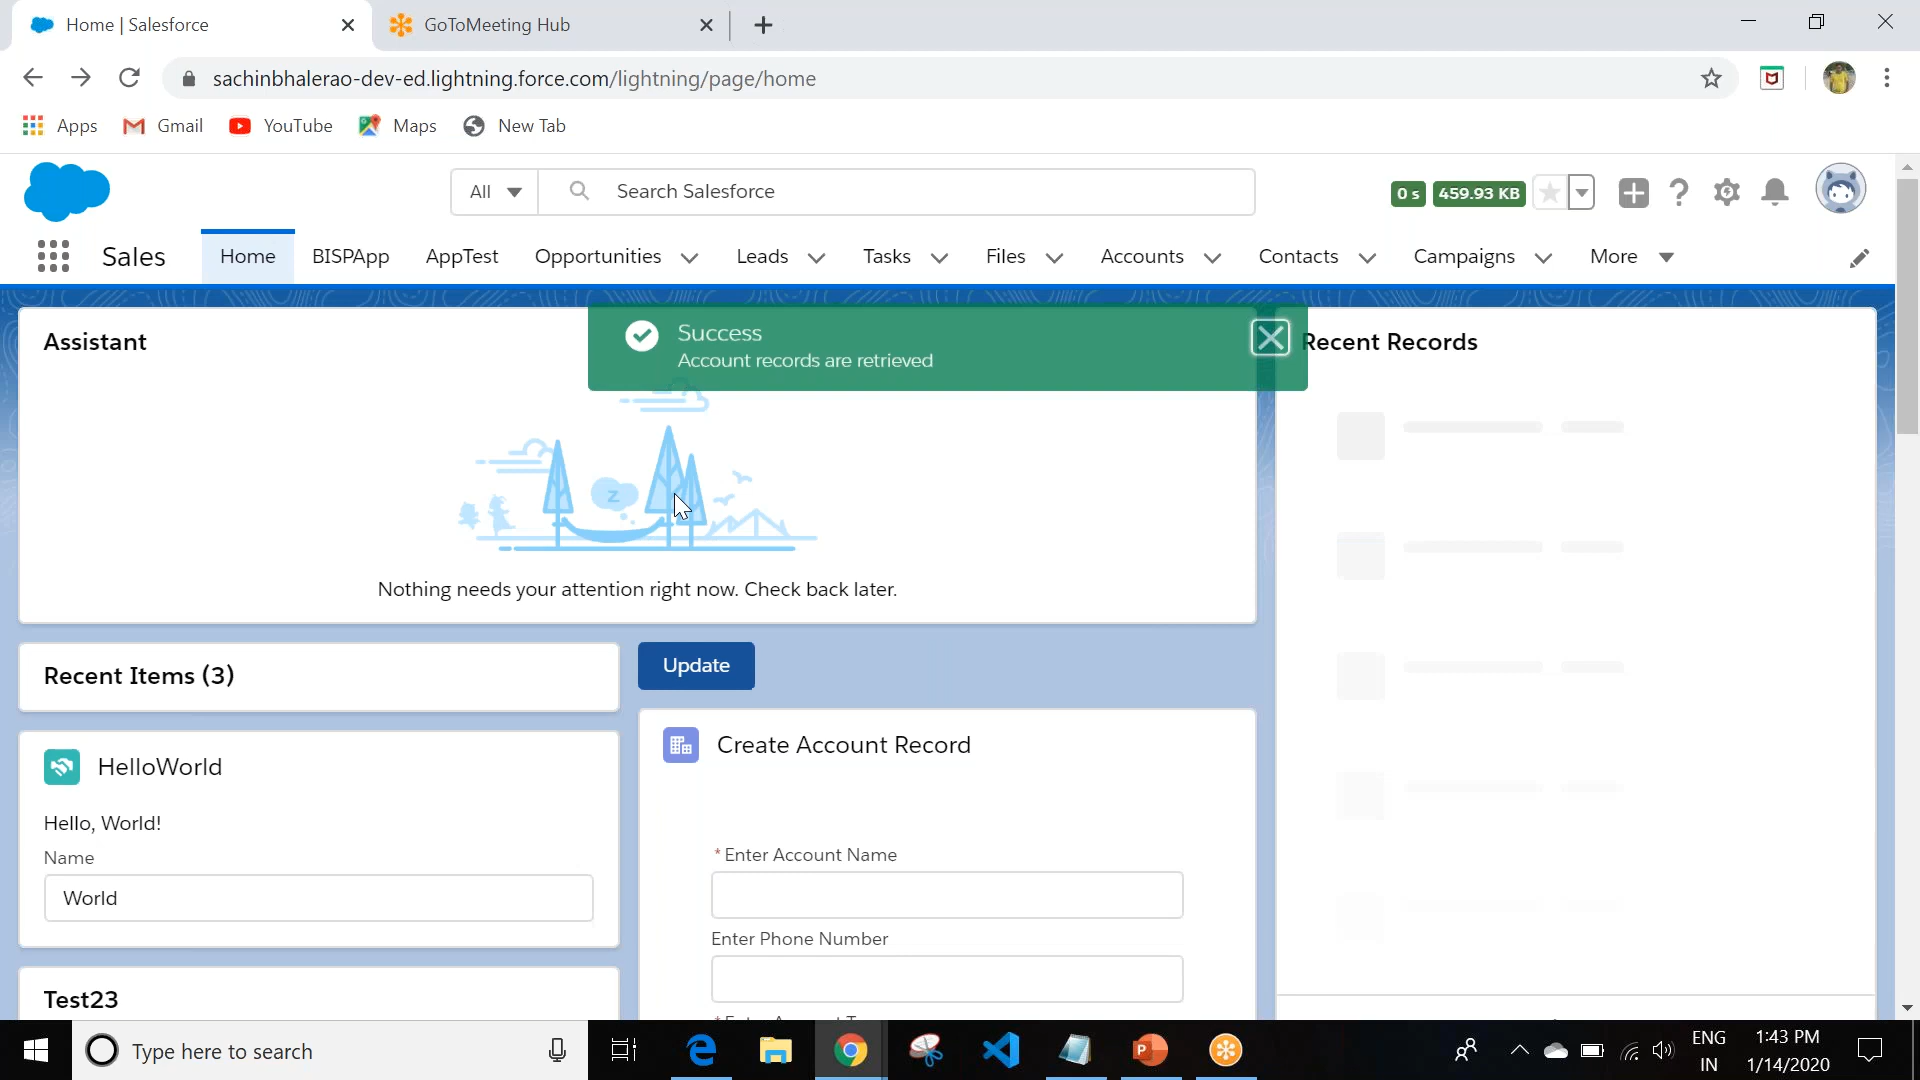 Home | Salesforce
GoToMeeting Hub
sachinbhalerao-dev-ed.lightning.force.com/lightning/page/home
Apps
Gmail
YouTube
Maps
New Tab
All
Search Salesforce
0 s
459.93 KB
Sales
Home
BISPApp
AppTest
Opportunities
Leads
Tasks
Files
Accounts
Contacts
Campaigns
More
Assistant
Success
Account records are retrieved
Recent Records
z
Nothing needs your attention right now. Check back later.
Recent Items (3)
Update
HelloWorld
Hello, World!
Name
World
Create Account Record
* Enter Account Name
Enter Phone Number
Test23
Type here to search
ENG
IN
1:43 PM
1/14/2020